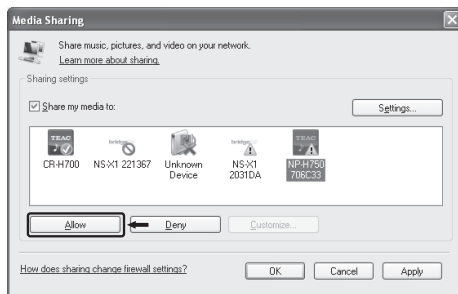 Media Sharing
Share music, pictures, and video on your network.
Learn more about sharing.
Sharing settings
Share my media to:
Settings...
TEAC
TEAC
CR-H700
NS-X1 221367
Unknown
Device
NS-X1
2031DA
NP-H750
706C33
Allow
Deny
Customize...
How does sharing change firewall settings?
OK
Cancel
Apply